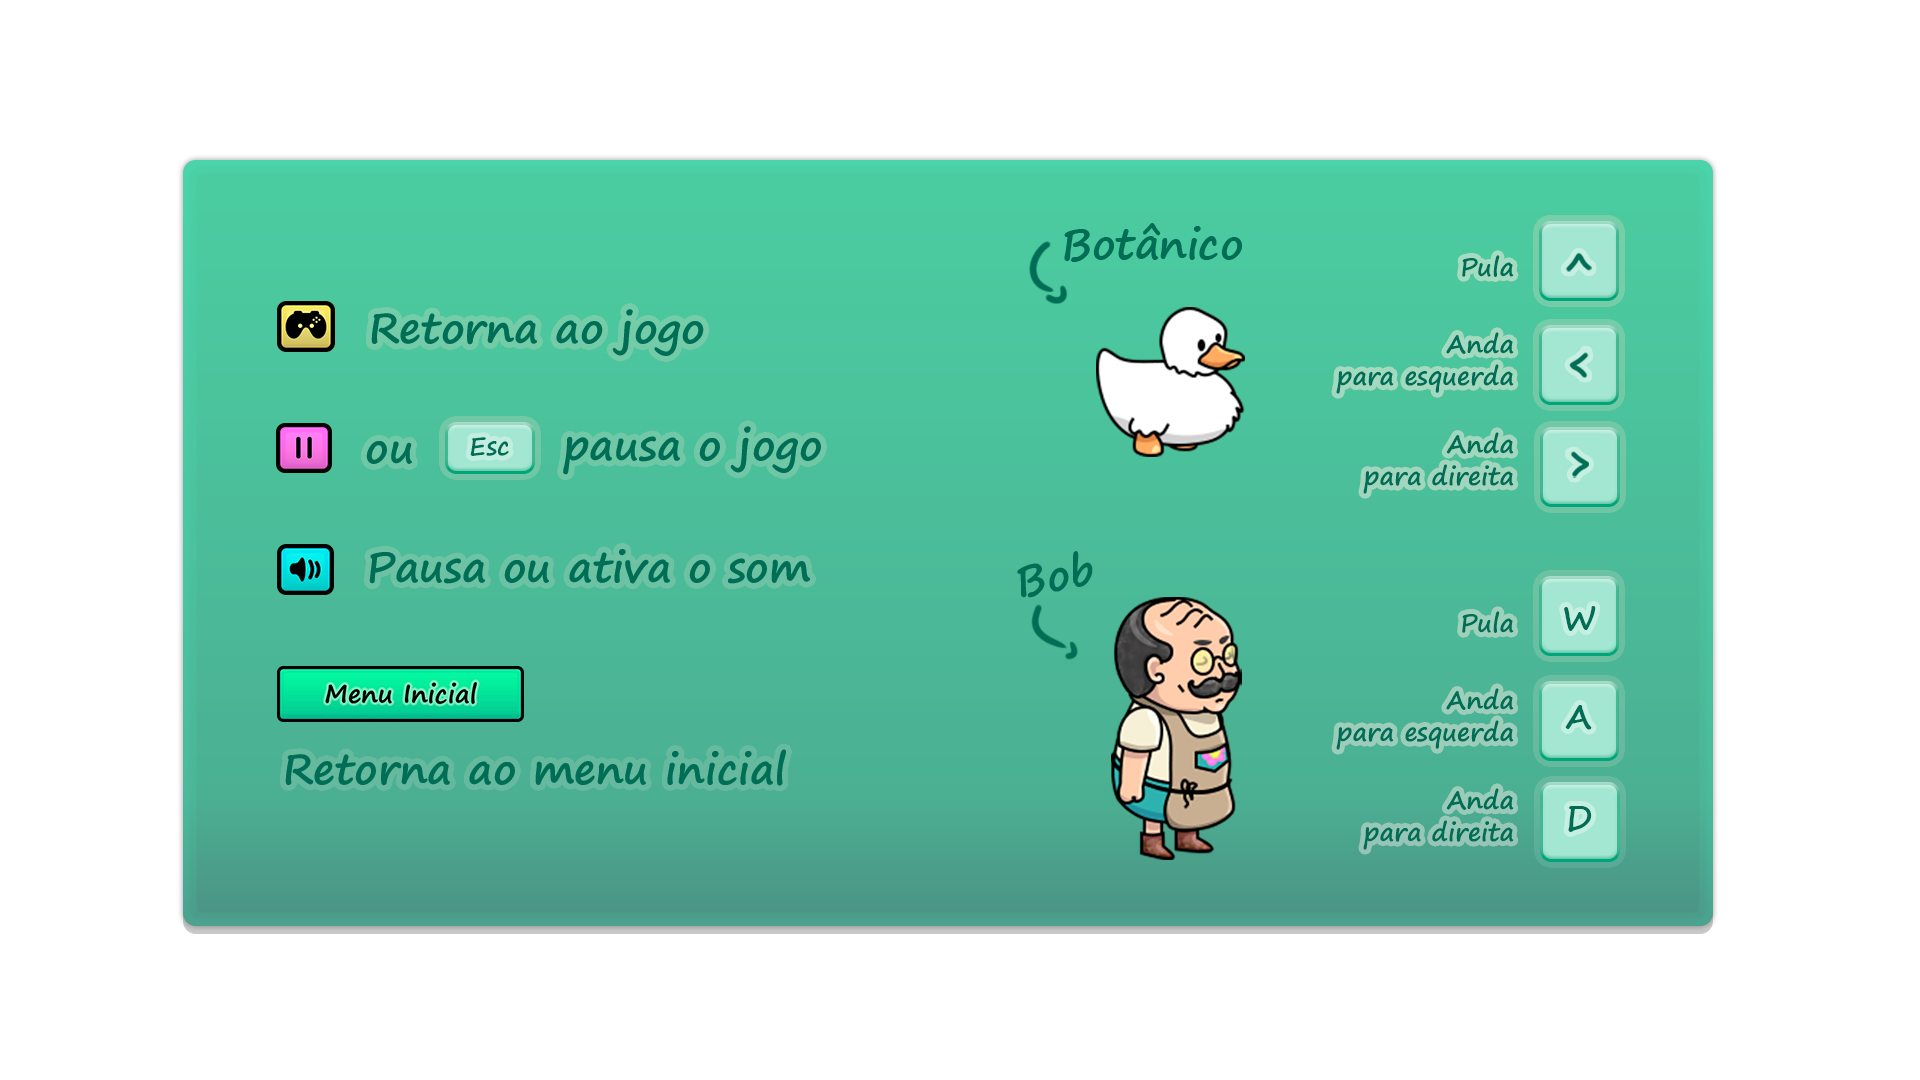 Retorna ao jogo
ou Esc pausa o jogo
Pausa ou ativa o som
Menu Inicial
Retorna ao menu inicial
Botânico
Pula ^
Anda
para esquerda <
Anda
para direita >
Bob
Pula W
Anda
para esquerda A
Anda
para direita D